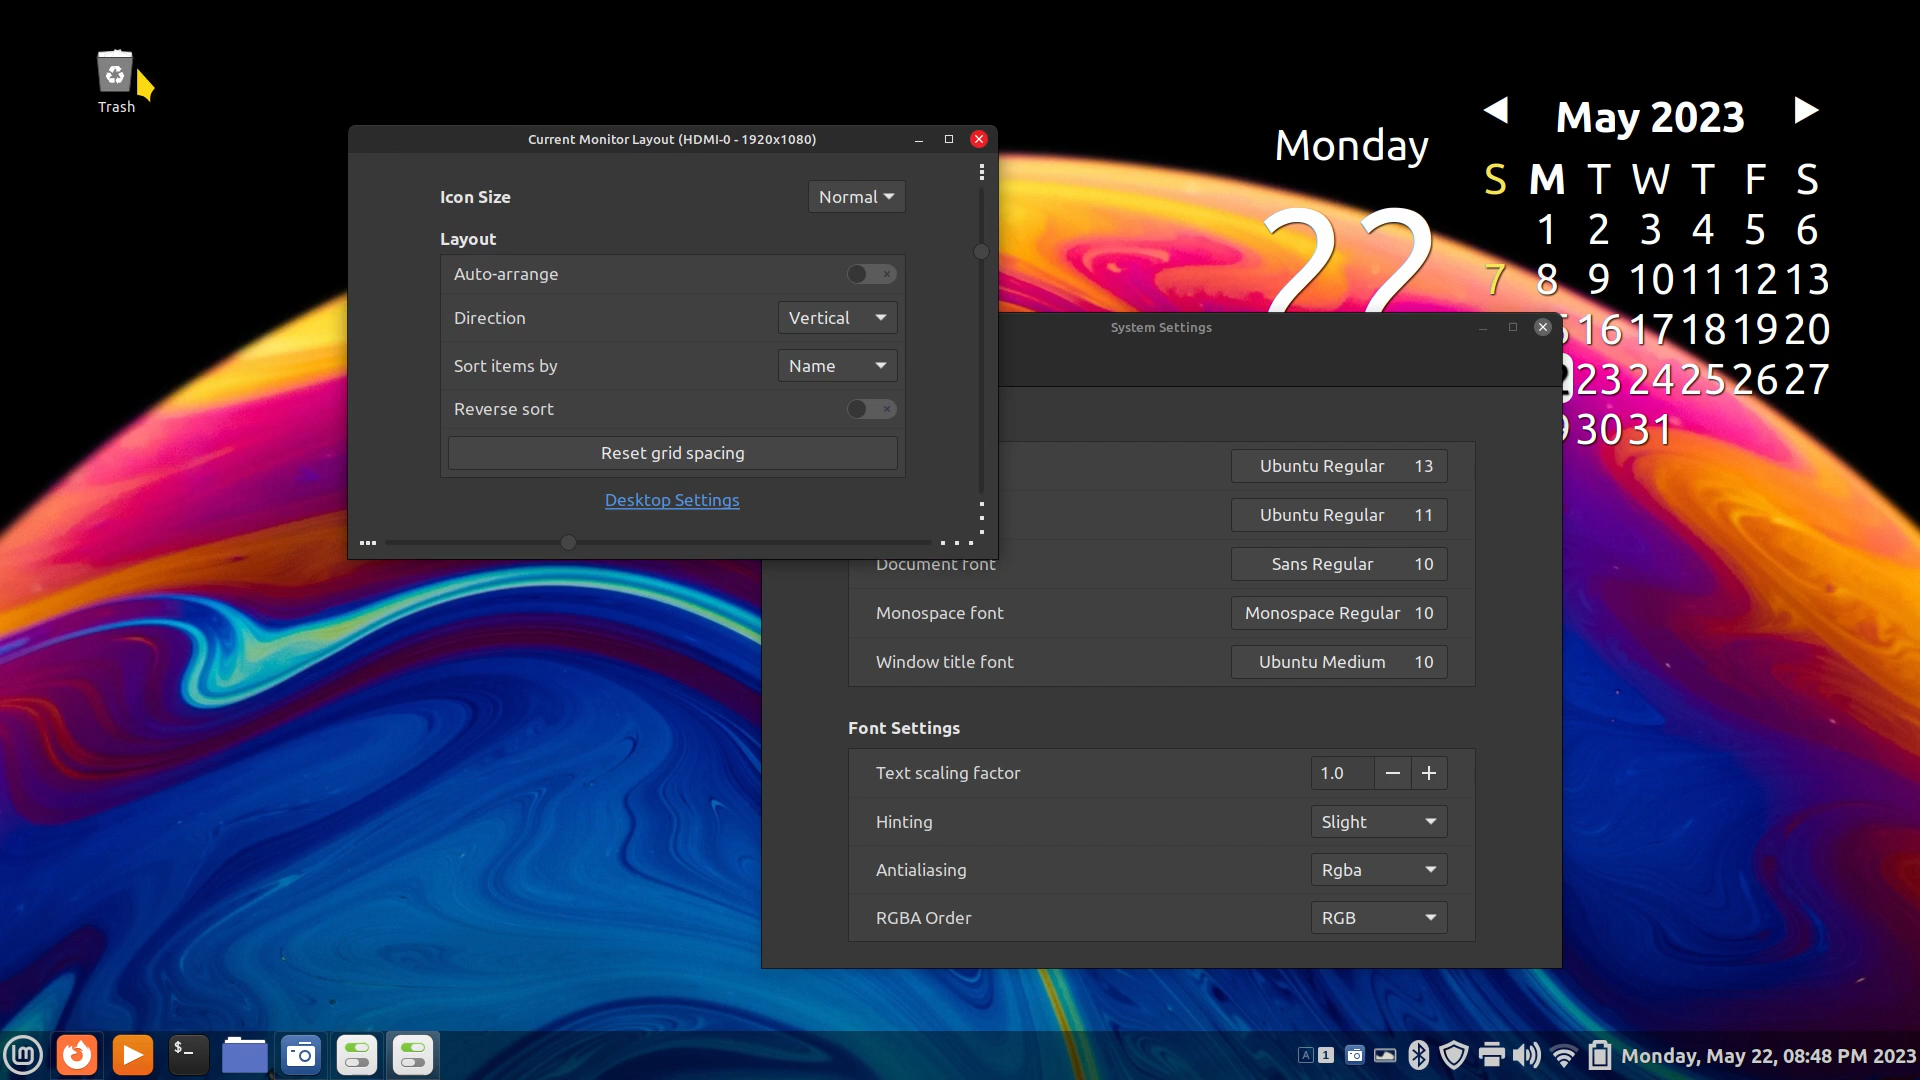 Trash
Current Monitor Layout (HDMI-0 - 1920x1080)
Icon Size
Normal
Layout
Auto-arrange
Direction
Vertical
Sort items by
Name
Reverse sort
Reset grid spacing
Desktop Settings
Monday
22
May 2023
S M T W T F S
1 2 3 4 5 6
7 8 9 10 11 12 13
16 17 18 19 20
23 24 25 26 27
30 31
System Settings
Ubuntu Regular 13
Ubuntu Regular 11
Document font
Sans Regular 10
Monospace font
Monospace Regular 10
Window title font
Ubuntu Medium 10
Font Settings
Text scaling factor
1.0
Hinting
Slight
Antialiasing
Rgba
RGBA Order
RGB
$_
A 1
Monday, May 22, 08:48 PM 2023